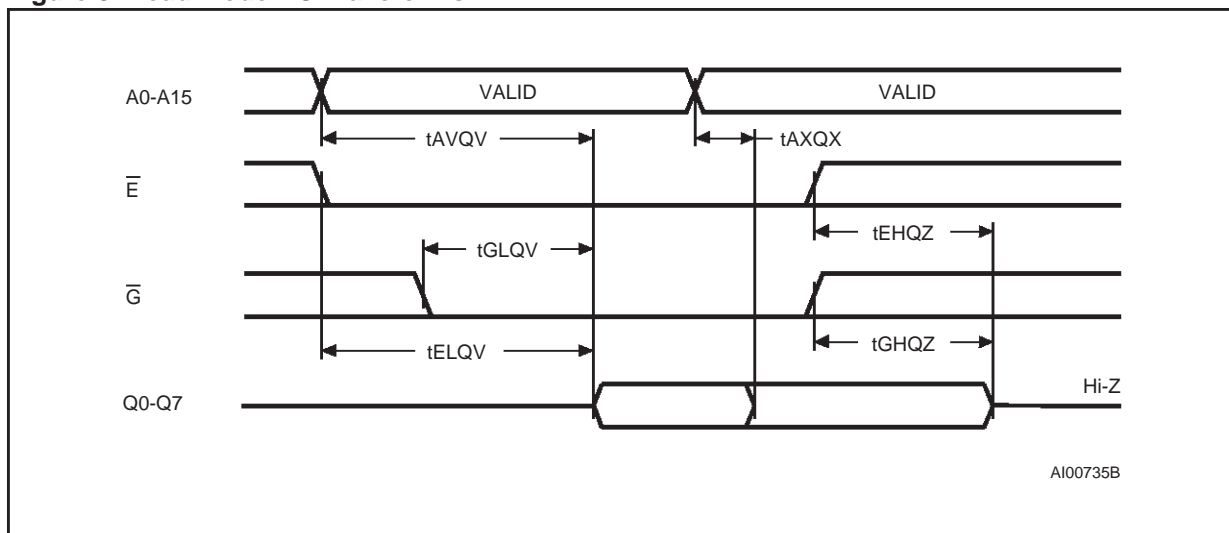 A0-A15
VALID
VALID
tAVQV
tAXQX
E
tEHQZ
tGLQV
G
tGHQZ
tELQV
Hi-Z
Q0-Q7
AI00735B